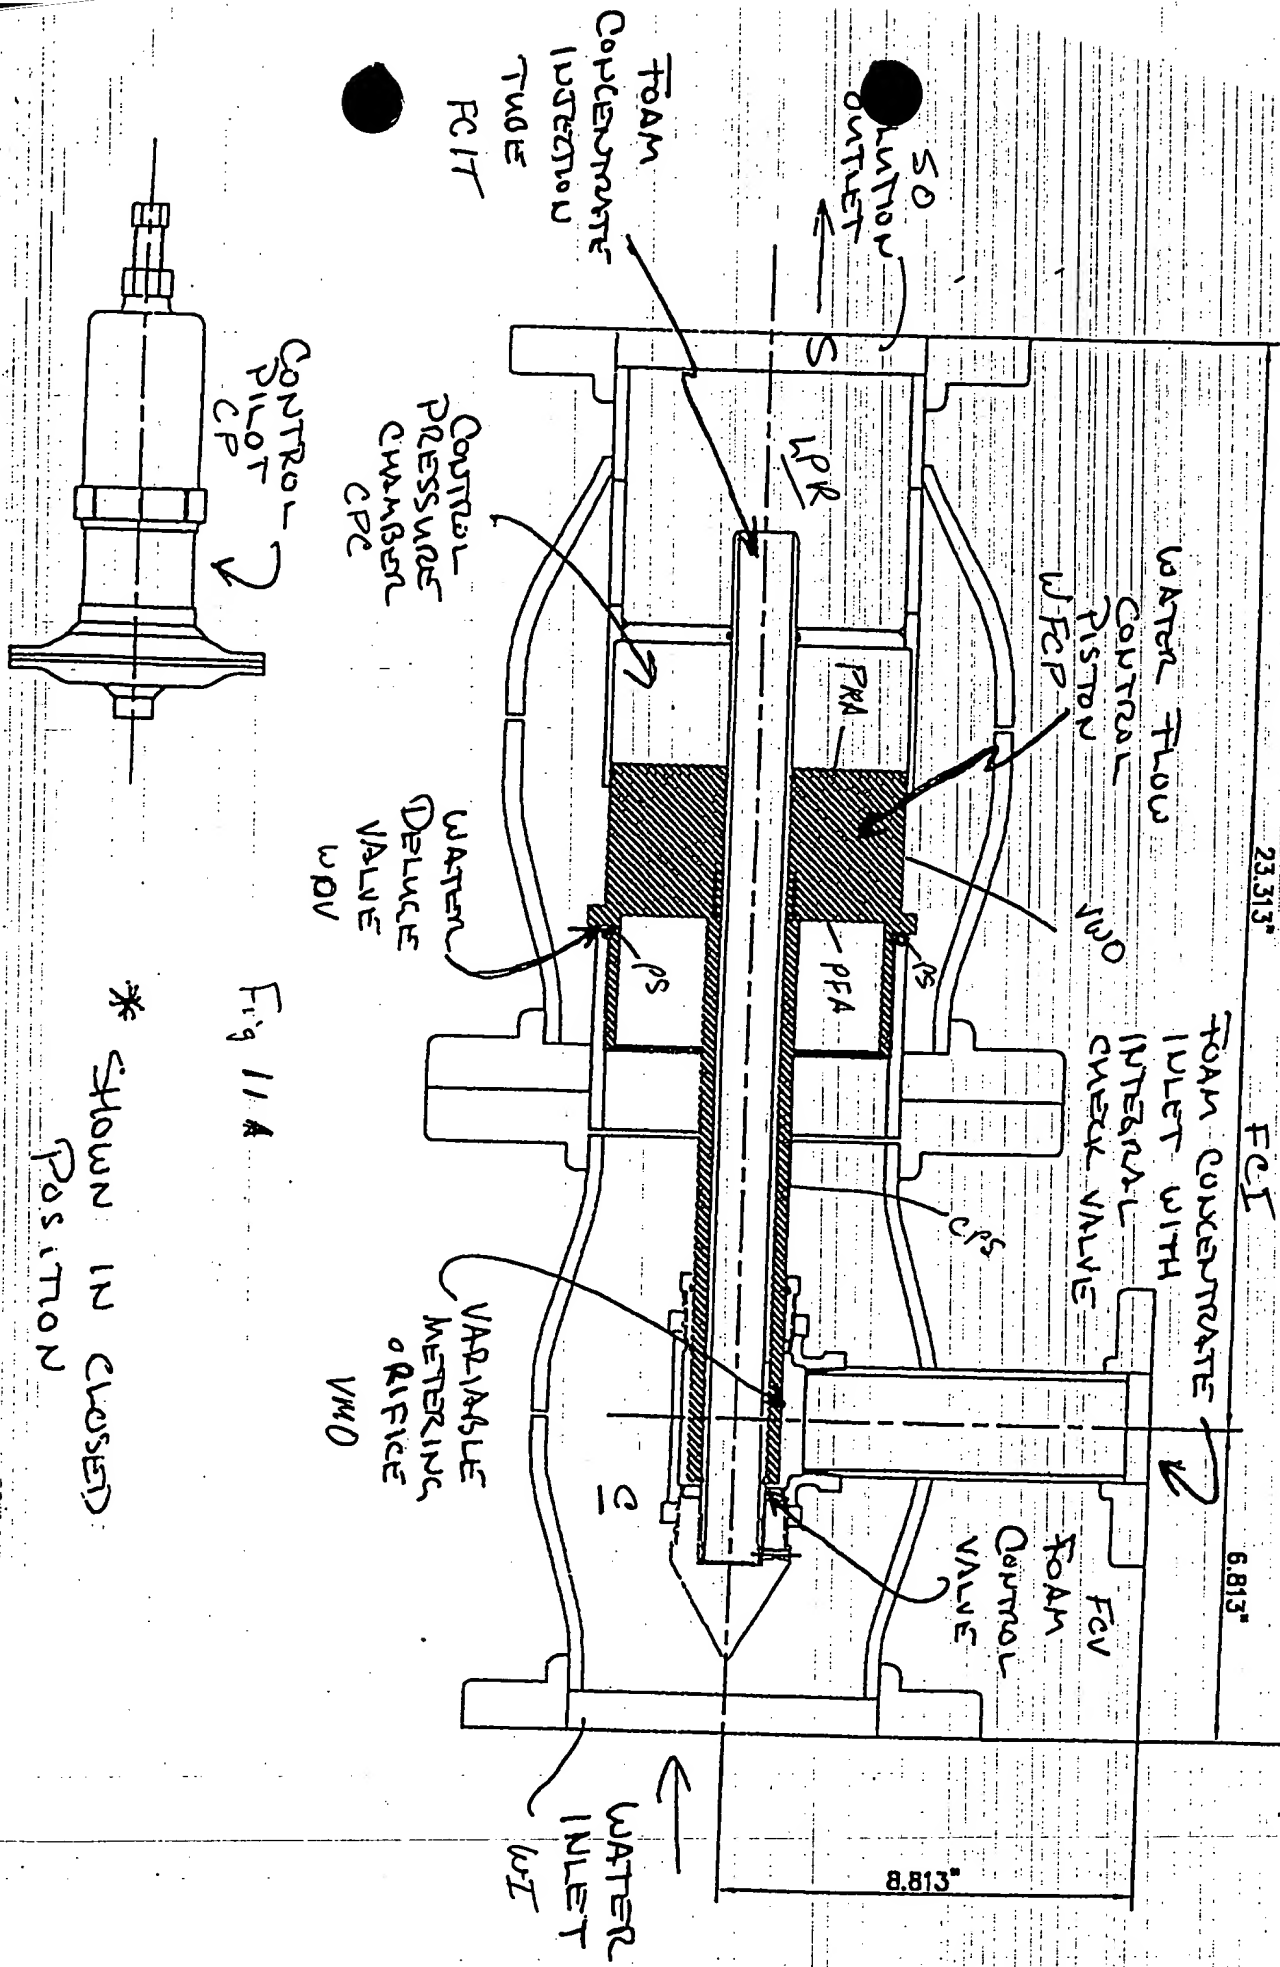 23.313"
FCI
6.813"
FOAM CONCENTRATE
INLET WITH
INTEGRAL
CHECK VALVE
WATER FLOW
CONTROL
PISTON
WFCP
SO
OUTLET
S
LPR
PRA
VWO
PS
PFA
PS
CPS
FCV
FOAM
CONTROL
VALVE
8.813"
FOAM
CONCENTRATE
INJECTION
TUBE
FCIT
CONTROL
PRESSURE
CHAMBER
CPC
WATER
DELUGE
VALVE
WDV
VARIABLE
METERING
ORIFICE
VMO
C
WATER
INLET
WI
CONTROL
PILOT
CP
Fig 11A
* SHOWN IN CLOSED
POSITION